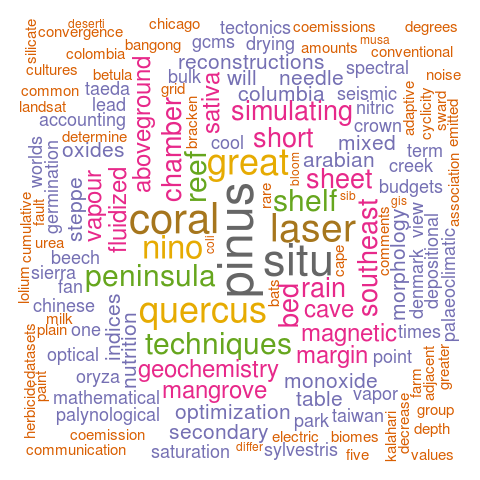 deserti
chicago
convergence
tectonics
coemissions
degrees
silicate
colombia
bangong
gcms
drying
amounts
musa
conventional
cultures
betula
reconstructions
spectral
noise
common
taeda
bulk
will
needle
landsat
lead
grid
sativa
columbia
seismic
adaptive
cyclicity
sward
emitted
accounting
aboveground
chamber
simulating
nitric
determine
bracken
crown
worlds
germination
oxides
cool
short
mixed
term
reef
great
bloom
arabian
creek
association
steppe
vapour
fluidized
rare
shelf
sheet
budgets
cumulative
fault
coral
pinus
laser
sib
gis
urea
nino
coli
situ
southeast
comments
morphology
view
denmark
depositional
palaeoclimatic
lolium
beech
sierra
fan
peninsula
cape
bats
bed
rain
chinese
quercus
cave
milk
plain
one
indices
nutrition
techniques
magnetic
times
datasets
herbicide
optical
geochemistry
margin
point
adjacent
greater
paint
oryza
mangrove
monoxide
farm
mathematical
table
vapor
palynological
optimization
park
taiwan
kalahari
decrease
group
coemission
secondary
electric
biomes
depth
communication
saturation
differ
sylvestris
five
values